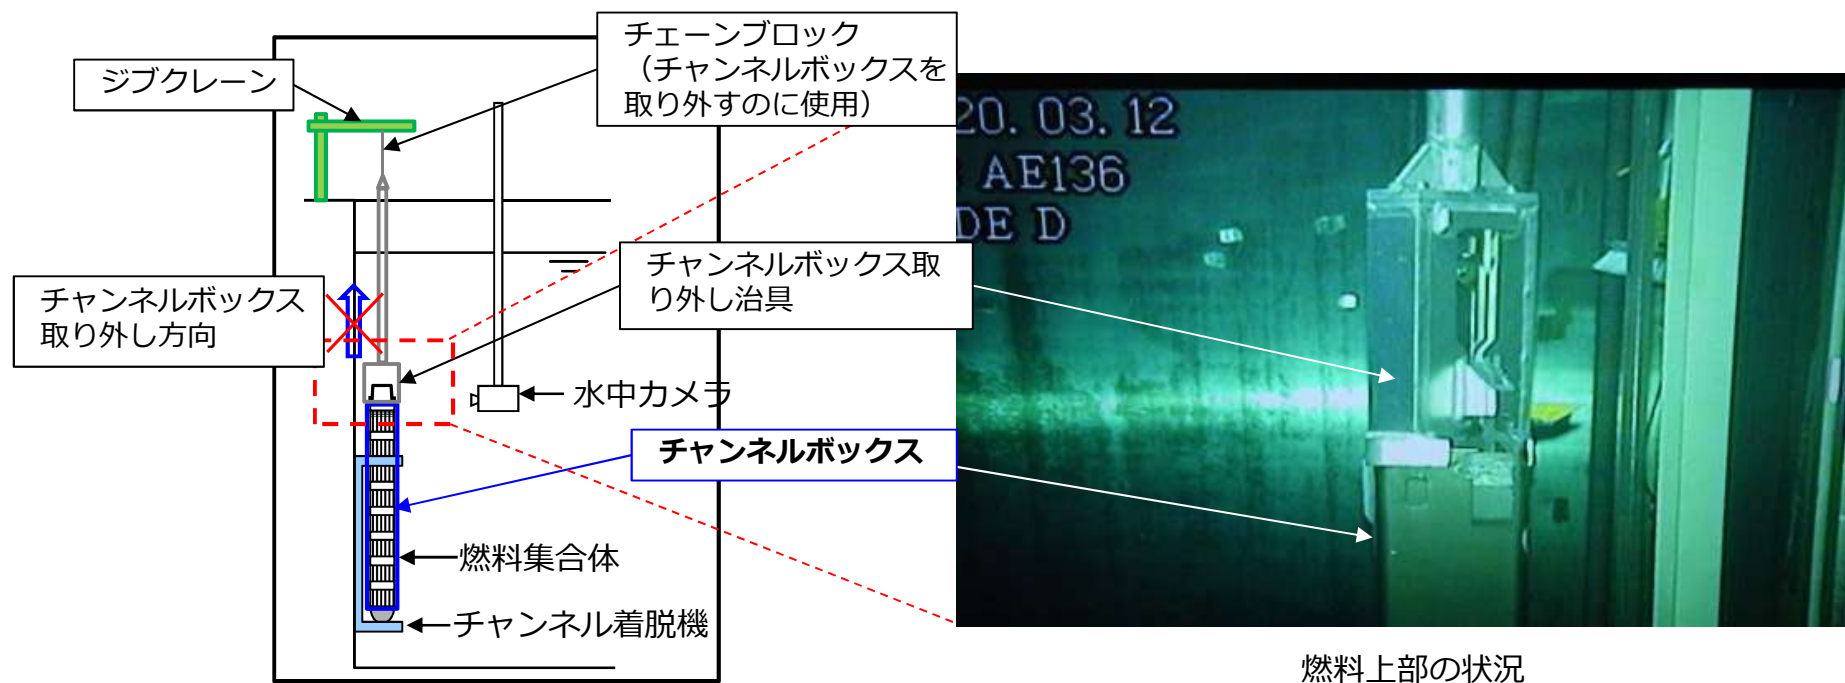 ジブクレーン
チェーンブロック
（チャンネルボックスを
取り外すのに使用）
チャンネルボックス
取り外し方向
チャンネルボックス取
り外し治具
水中カメラ
チャンネルボックス
燃料集合体
チャンネル着脱機
20. 03. 12
AE136
DE D
燃料上部の状況